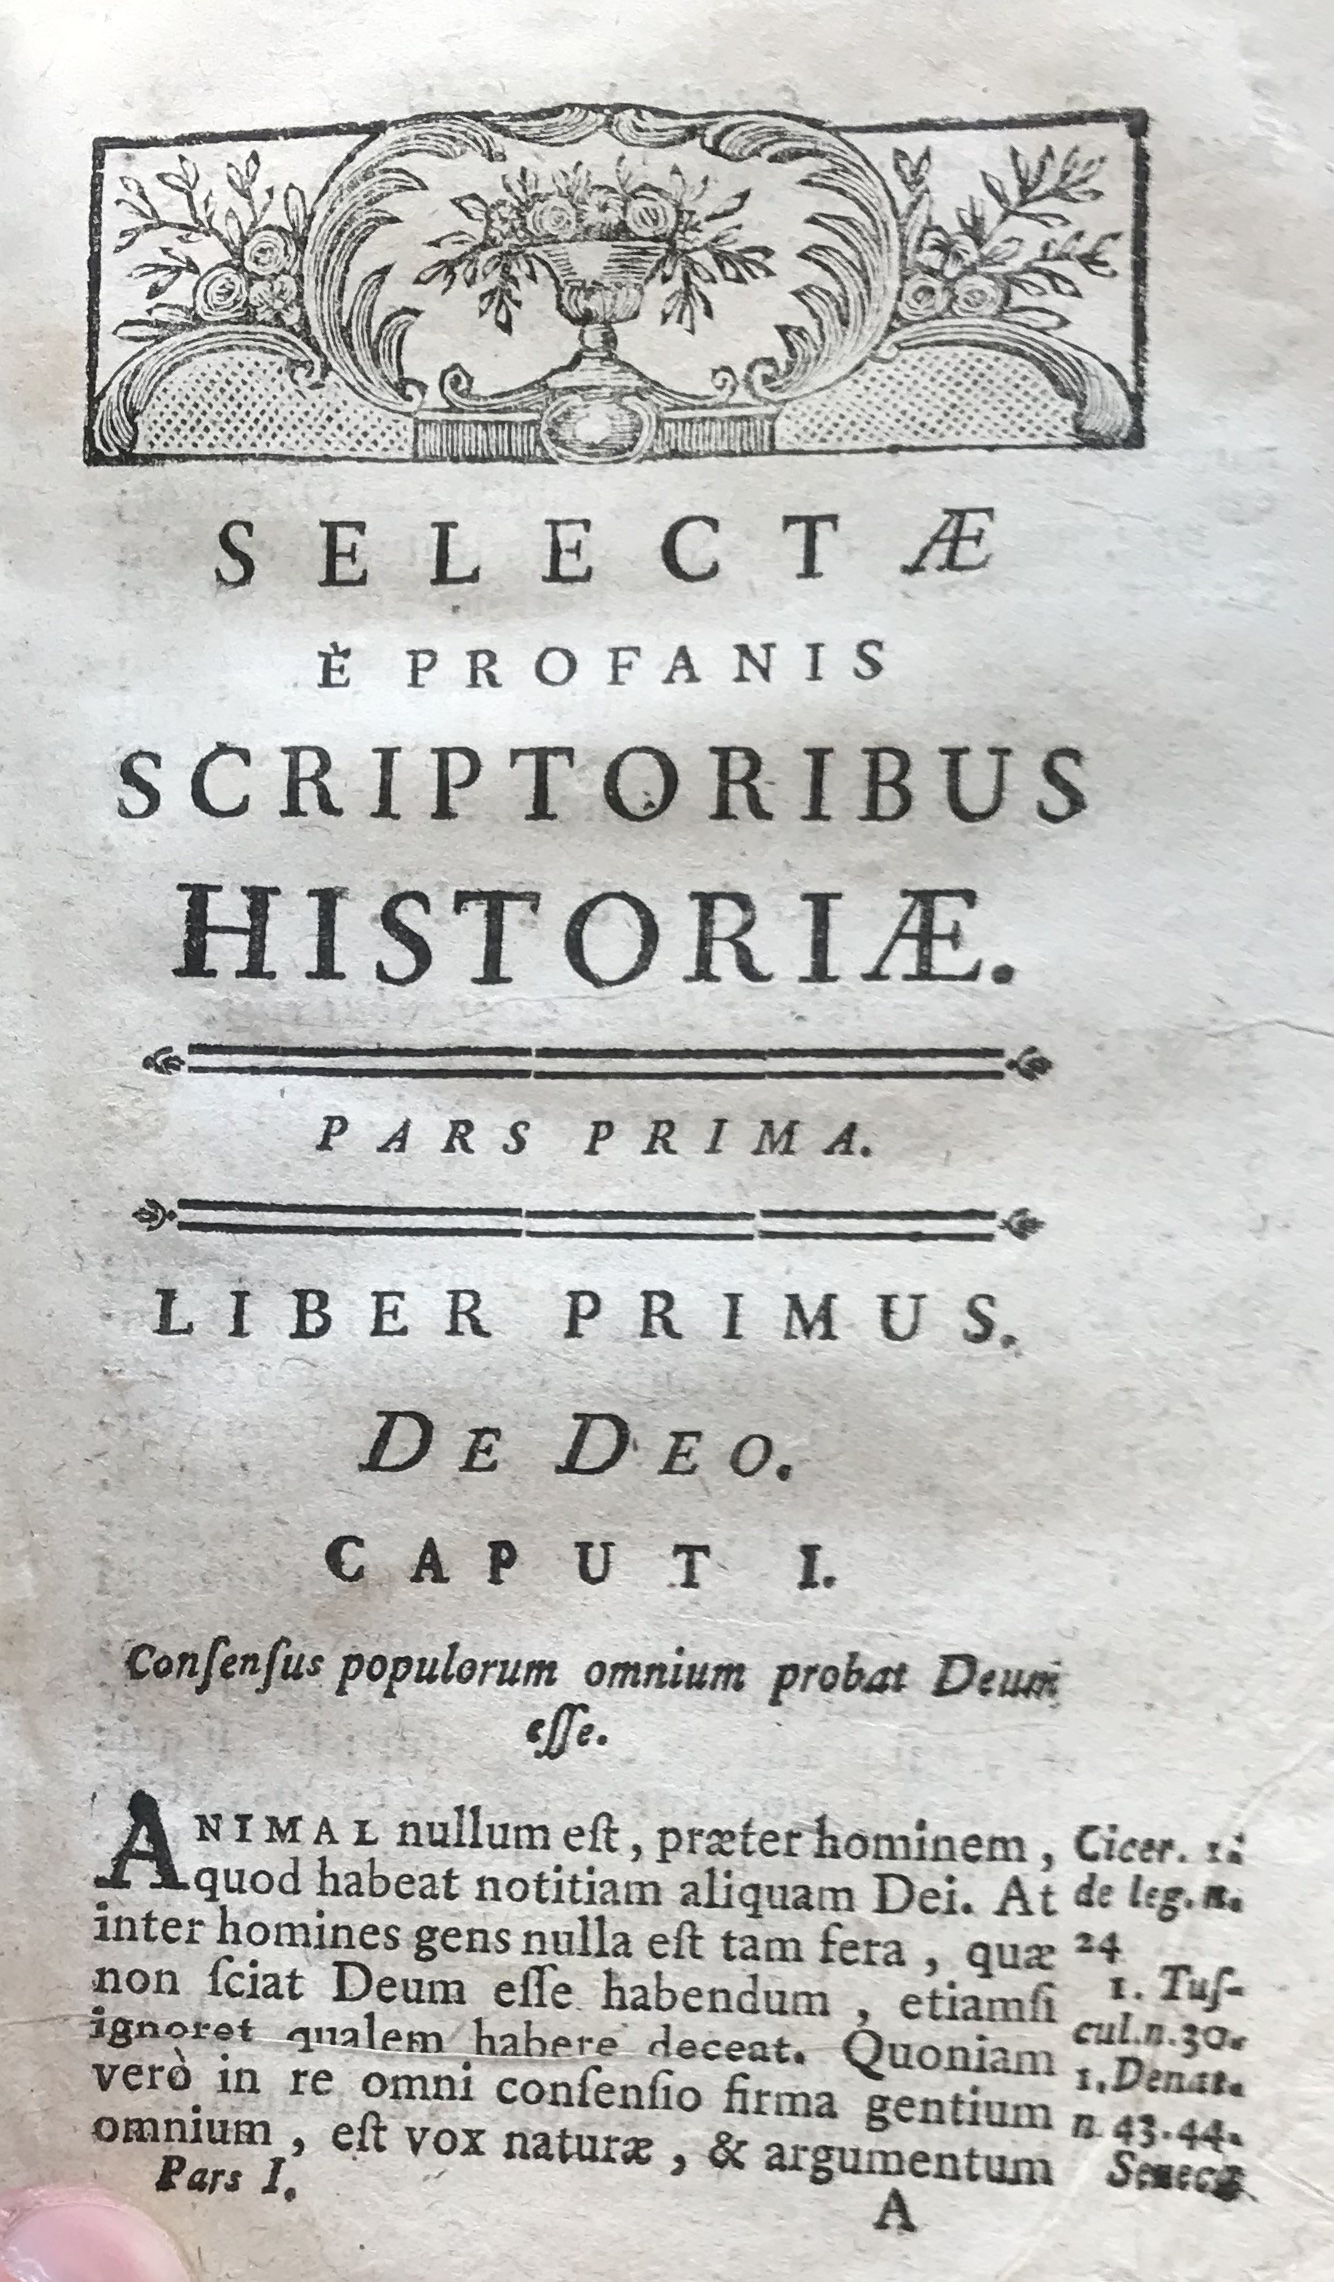 SELECTÆ
È PROFANIS
SCRIPTORIBUS
HISTORIÆ.
PARS PRIMA.
LIBER PRIMUS.
DE DEO.
CAPUT I.
Conſenſus populorum omnium probat Deum
eſſe.
ANIMAL nullum eſt, præter hominem,
quod habeat notitiam aliquam Dei. At
inter homines gens nulla eſt tam fera, quæ
non ſciat Deum eſſe habendum, etiamſi
ignoret qualem habere deceat. Quoniam
verò in re omni conſenſio firma gentium
omnium, eſt vox naturæ, & argumentum
Cicer. 1.
de leg. n.
24
1. Tuſ-
cul. n. 30.
1. Denat.
n. 43. 44.
Senecæ
Pars I.
A